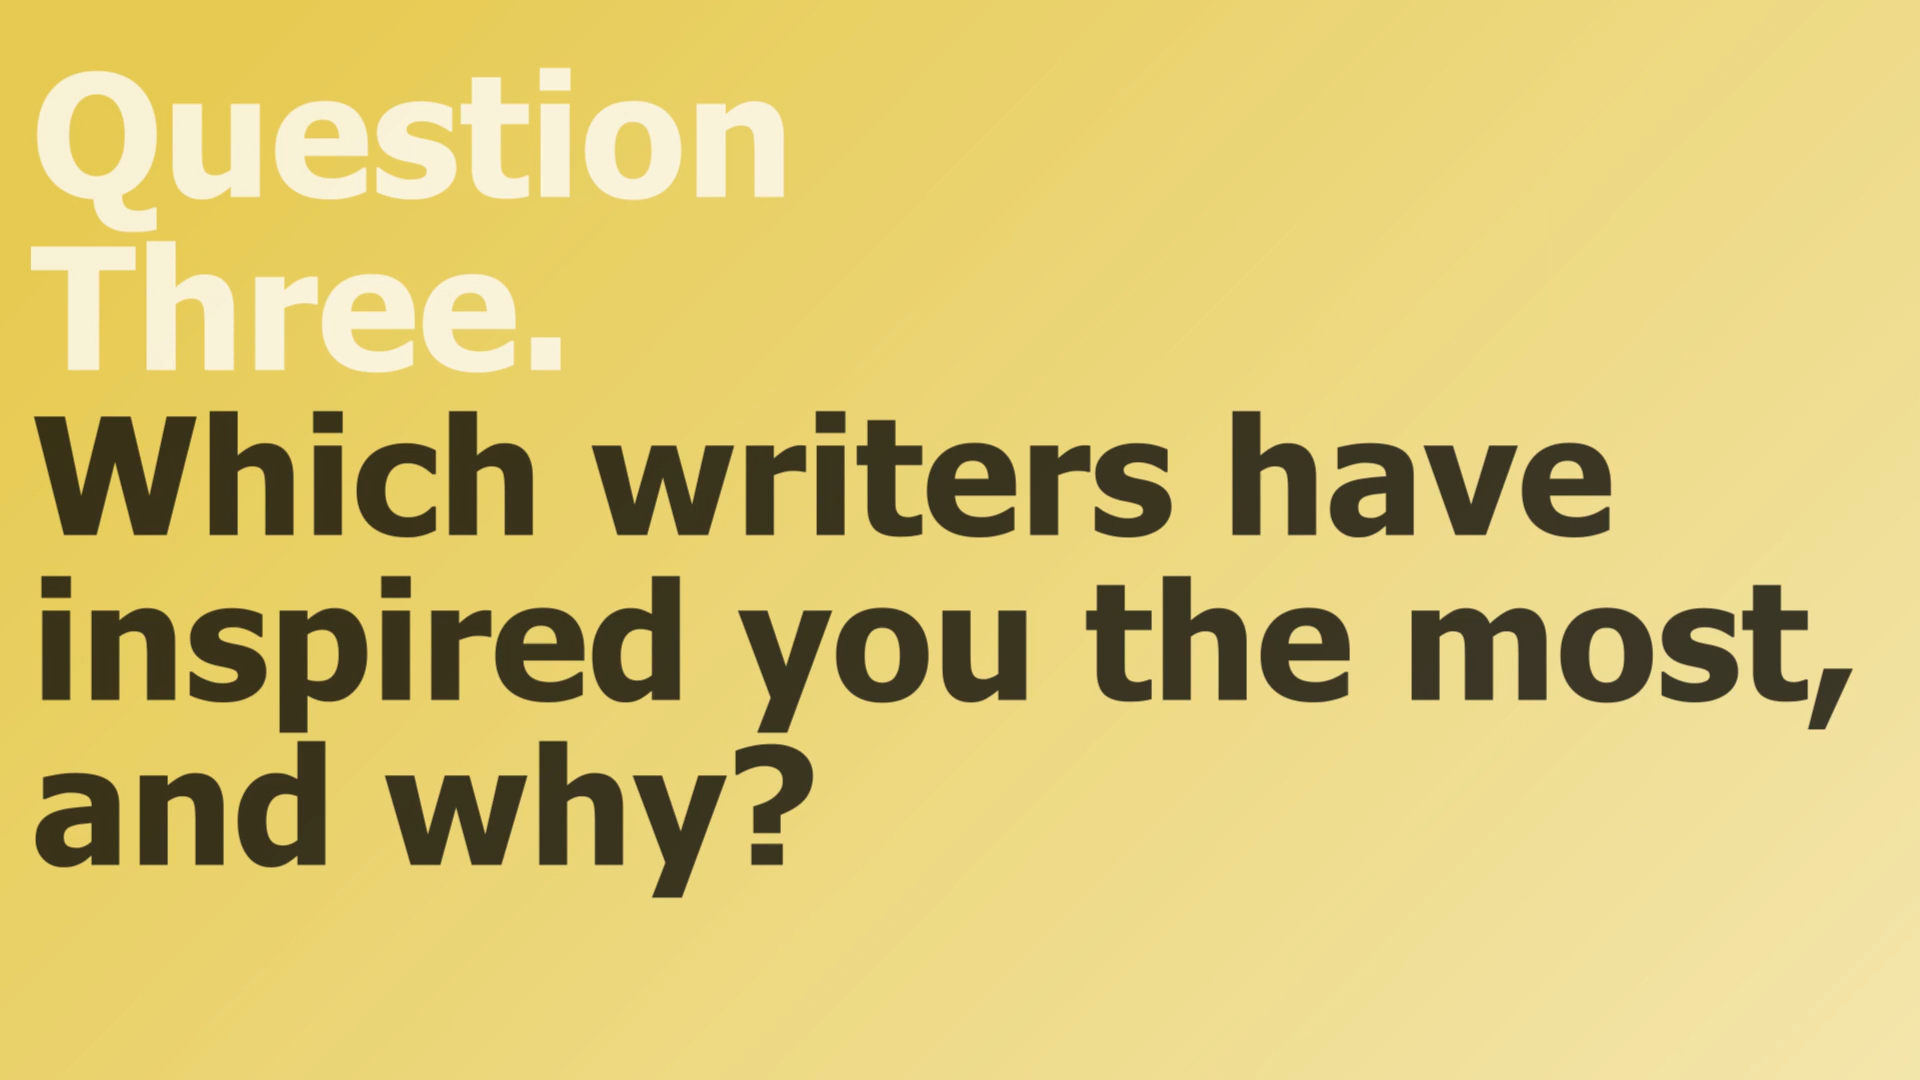 Question
Three.
Which writers have
inspired you the most,
and why?